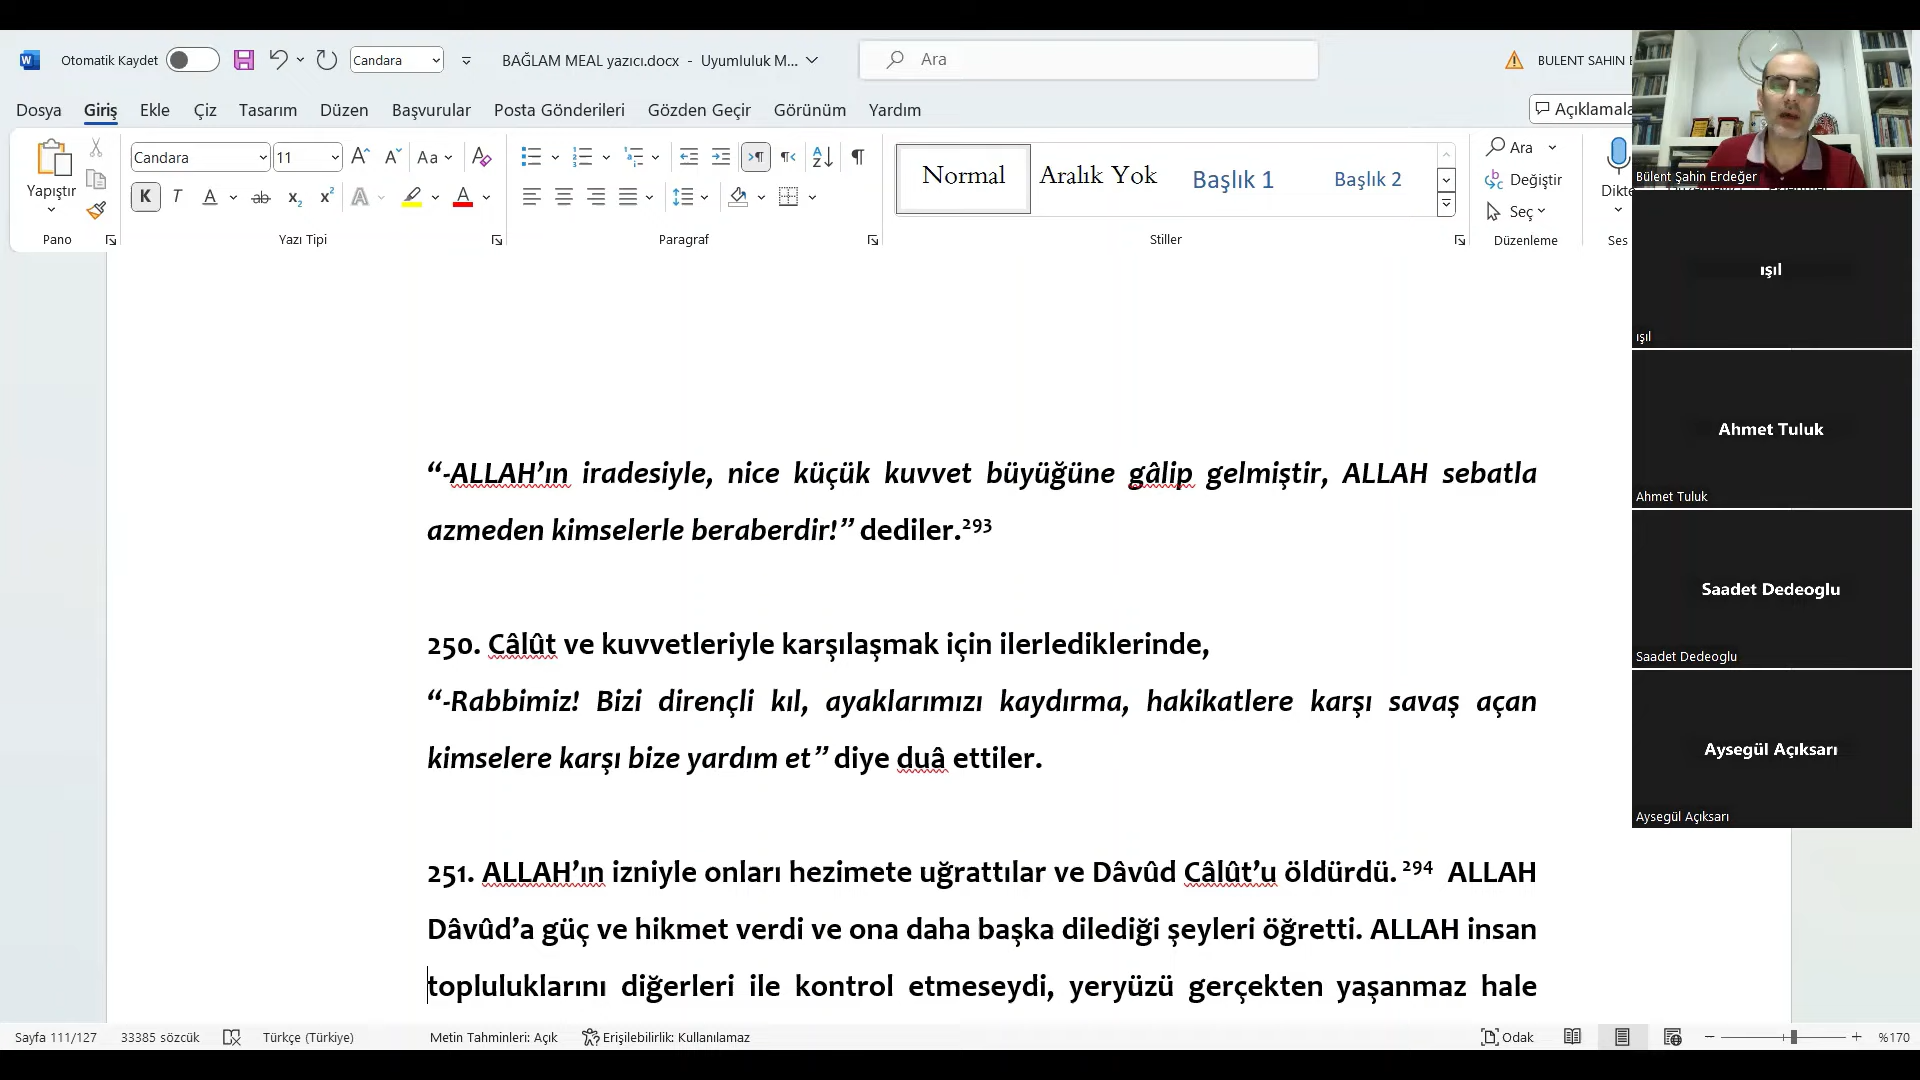 Otomatik Kaydet
Candara
BAĞLAM MEAL yazıcı.docx - Uyumluluk M...
Ara
BULENT SAHIN E
Dosya Giriş Ekle Çiz Tasarım Düzen Başvurular Posta Gönderileri Gözden Geçir Görünüm Yardım
Açıklamala
Yapıştır
Candara 11
Normal Aralık Yok Başlık 1 Başlık 2
Ara
Değiştir
Seç
Dikte
Pano Yazı Tipi Paragraf Stiller Düzenleme Ses
Bülent Şahin Erdeğer
ışıl
ışıl
Ahmet Tuluk
Ahmet Tuluk
Saadet Dedeoglu
Saadet Dedeoglu
Aysegül Açıksarı
Aysegül Açıksarı
“-ALLAH’ın iradesiyle, nice küçük kuvvet büyüğüne gâlip gelmiştir, ALLAH sebatla
azmeden kimselerle beraberdir!” dediler.293
250. Câlût ve kuvvetleriyle karşılaşmak için ilerlediklerinde,
“-Rabbimiz! Bizi dirençli kıl, ayaklarımızı kaydırma, hakikatlere karşı savaş açan
kimselere karşı bize yardım et” diye duâ ettiler.
251. ALLAH’ın izniyle onları hezimete uğrattılar ve Dâvûd Câlût’u öldürdü. 294 ALLAH
Dâvûd’a güç ve hikmet verdi ve ona daha başka dilediği şeyleri öğretti. ALLAH insan
topluluklarını diğerleri ile kontrol etmeseydi, yeryüzü gerçekten yaşanmaz hale
Sayfa 111/127 33385 sözcük Türkçe (Türkiye) Metin Tahminleri: Açık Erişilebilirlik: Kullanılamaz Odak %170